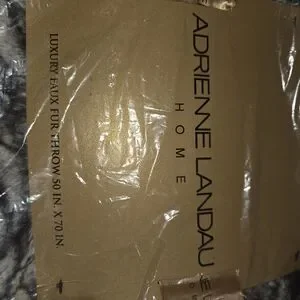 ADRIENNE LANDAU
HOME
LUXURY FAUX FUR THROW 50 IN. X 70 IN.